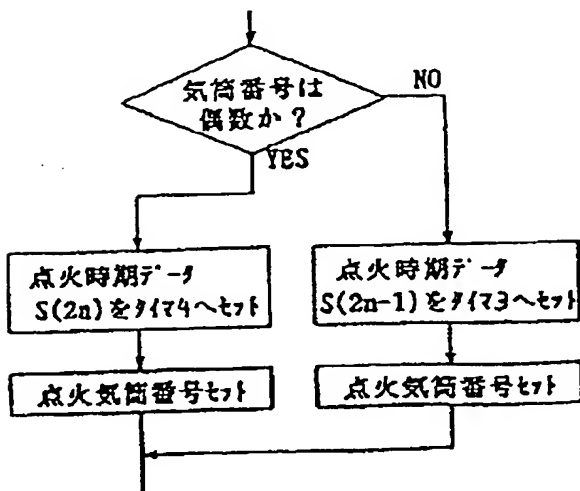 気筒番号は
偶数か?
NO
YES
点火時期データ
S(2n)をタイマ4へセット
点火時期データ
S(2n-1)をタイマ3へセット
点火気筒番号セット
点火気筒番号セット